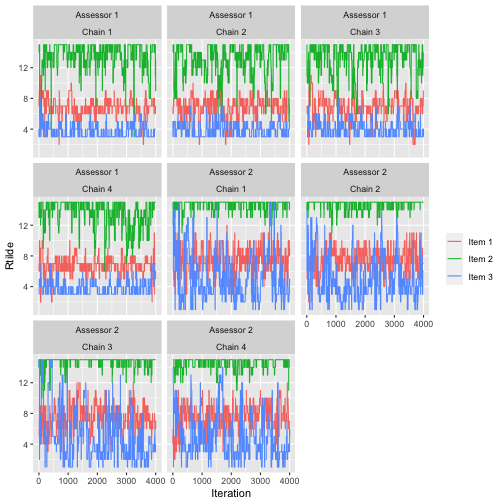 Assessor 1
Assessor 1
Assessor 1
Chain 1
Chain 2
Chain 3
12
8
4
Assessor 1
Assessor 2
Assessor 2
Chain 4
Chain 1
Chain 2
12
8
4
0 1000 2000 3000 4000
Assessor 2
Assessor 2
Chain 3
Chain 4
12
8
4
0 1000 2000 3000 4000
0 1000 2000 3000 4000
Iteration
Rtilde
Item 1
Item 2
Item 3